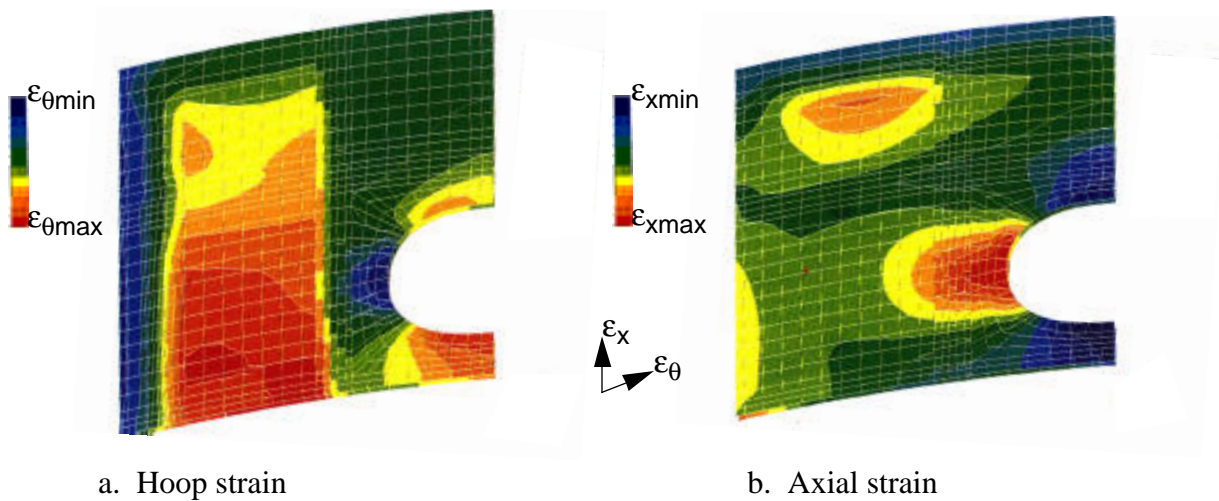 εθmin
εθmax
εxmin
εxmax
εx
εθ
a. Hoop strain
b. Axial strain